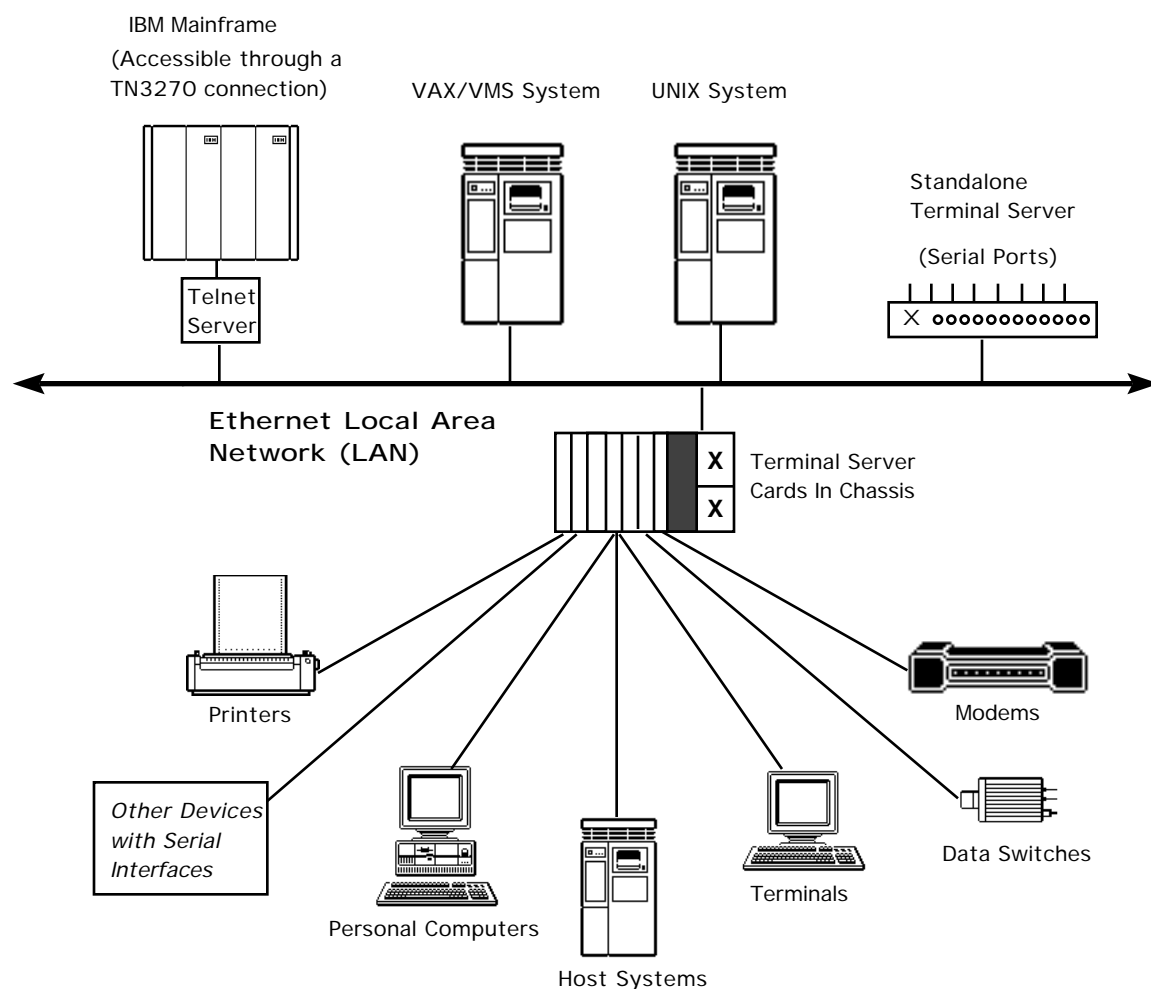 IBM Mainframe
(Accessible through a
TN3270 connection)
VAX/VMS System
UNIX System
IBM
IBM
Standalone
Terminal Server
(Serial Ports)
Telnet
Server
X
Ethernet Local Area
Network (LAN)
X
X
Terminal Server
Cards In Chassis
Printers
Modems
Other Devices
with Serial
Interfaces
Personal Computers
Host Systems
Terminals
Data Switches